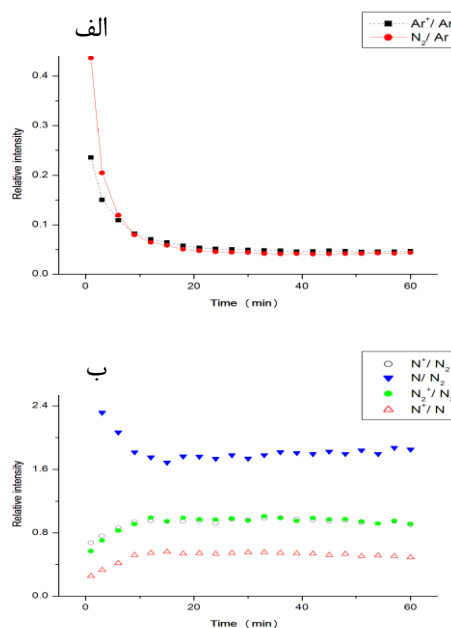 الف
Ar⁺/ Ar
N₂/ Ar
0.4
0.3
0.2
0.1
0.0
Relative intensity
0
20
40
60
Time (min)
ب
N⁺/ N₂
N/ N₂
N₂⁺/ N₂
N⁺/ N
2.4
1.6
0.8
0.0
Relative intensity
0
20
40
60
Time (min)